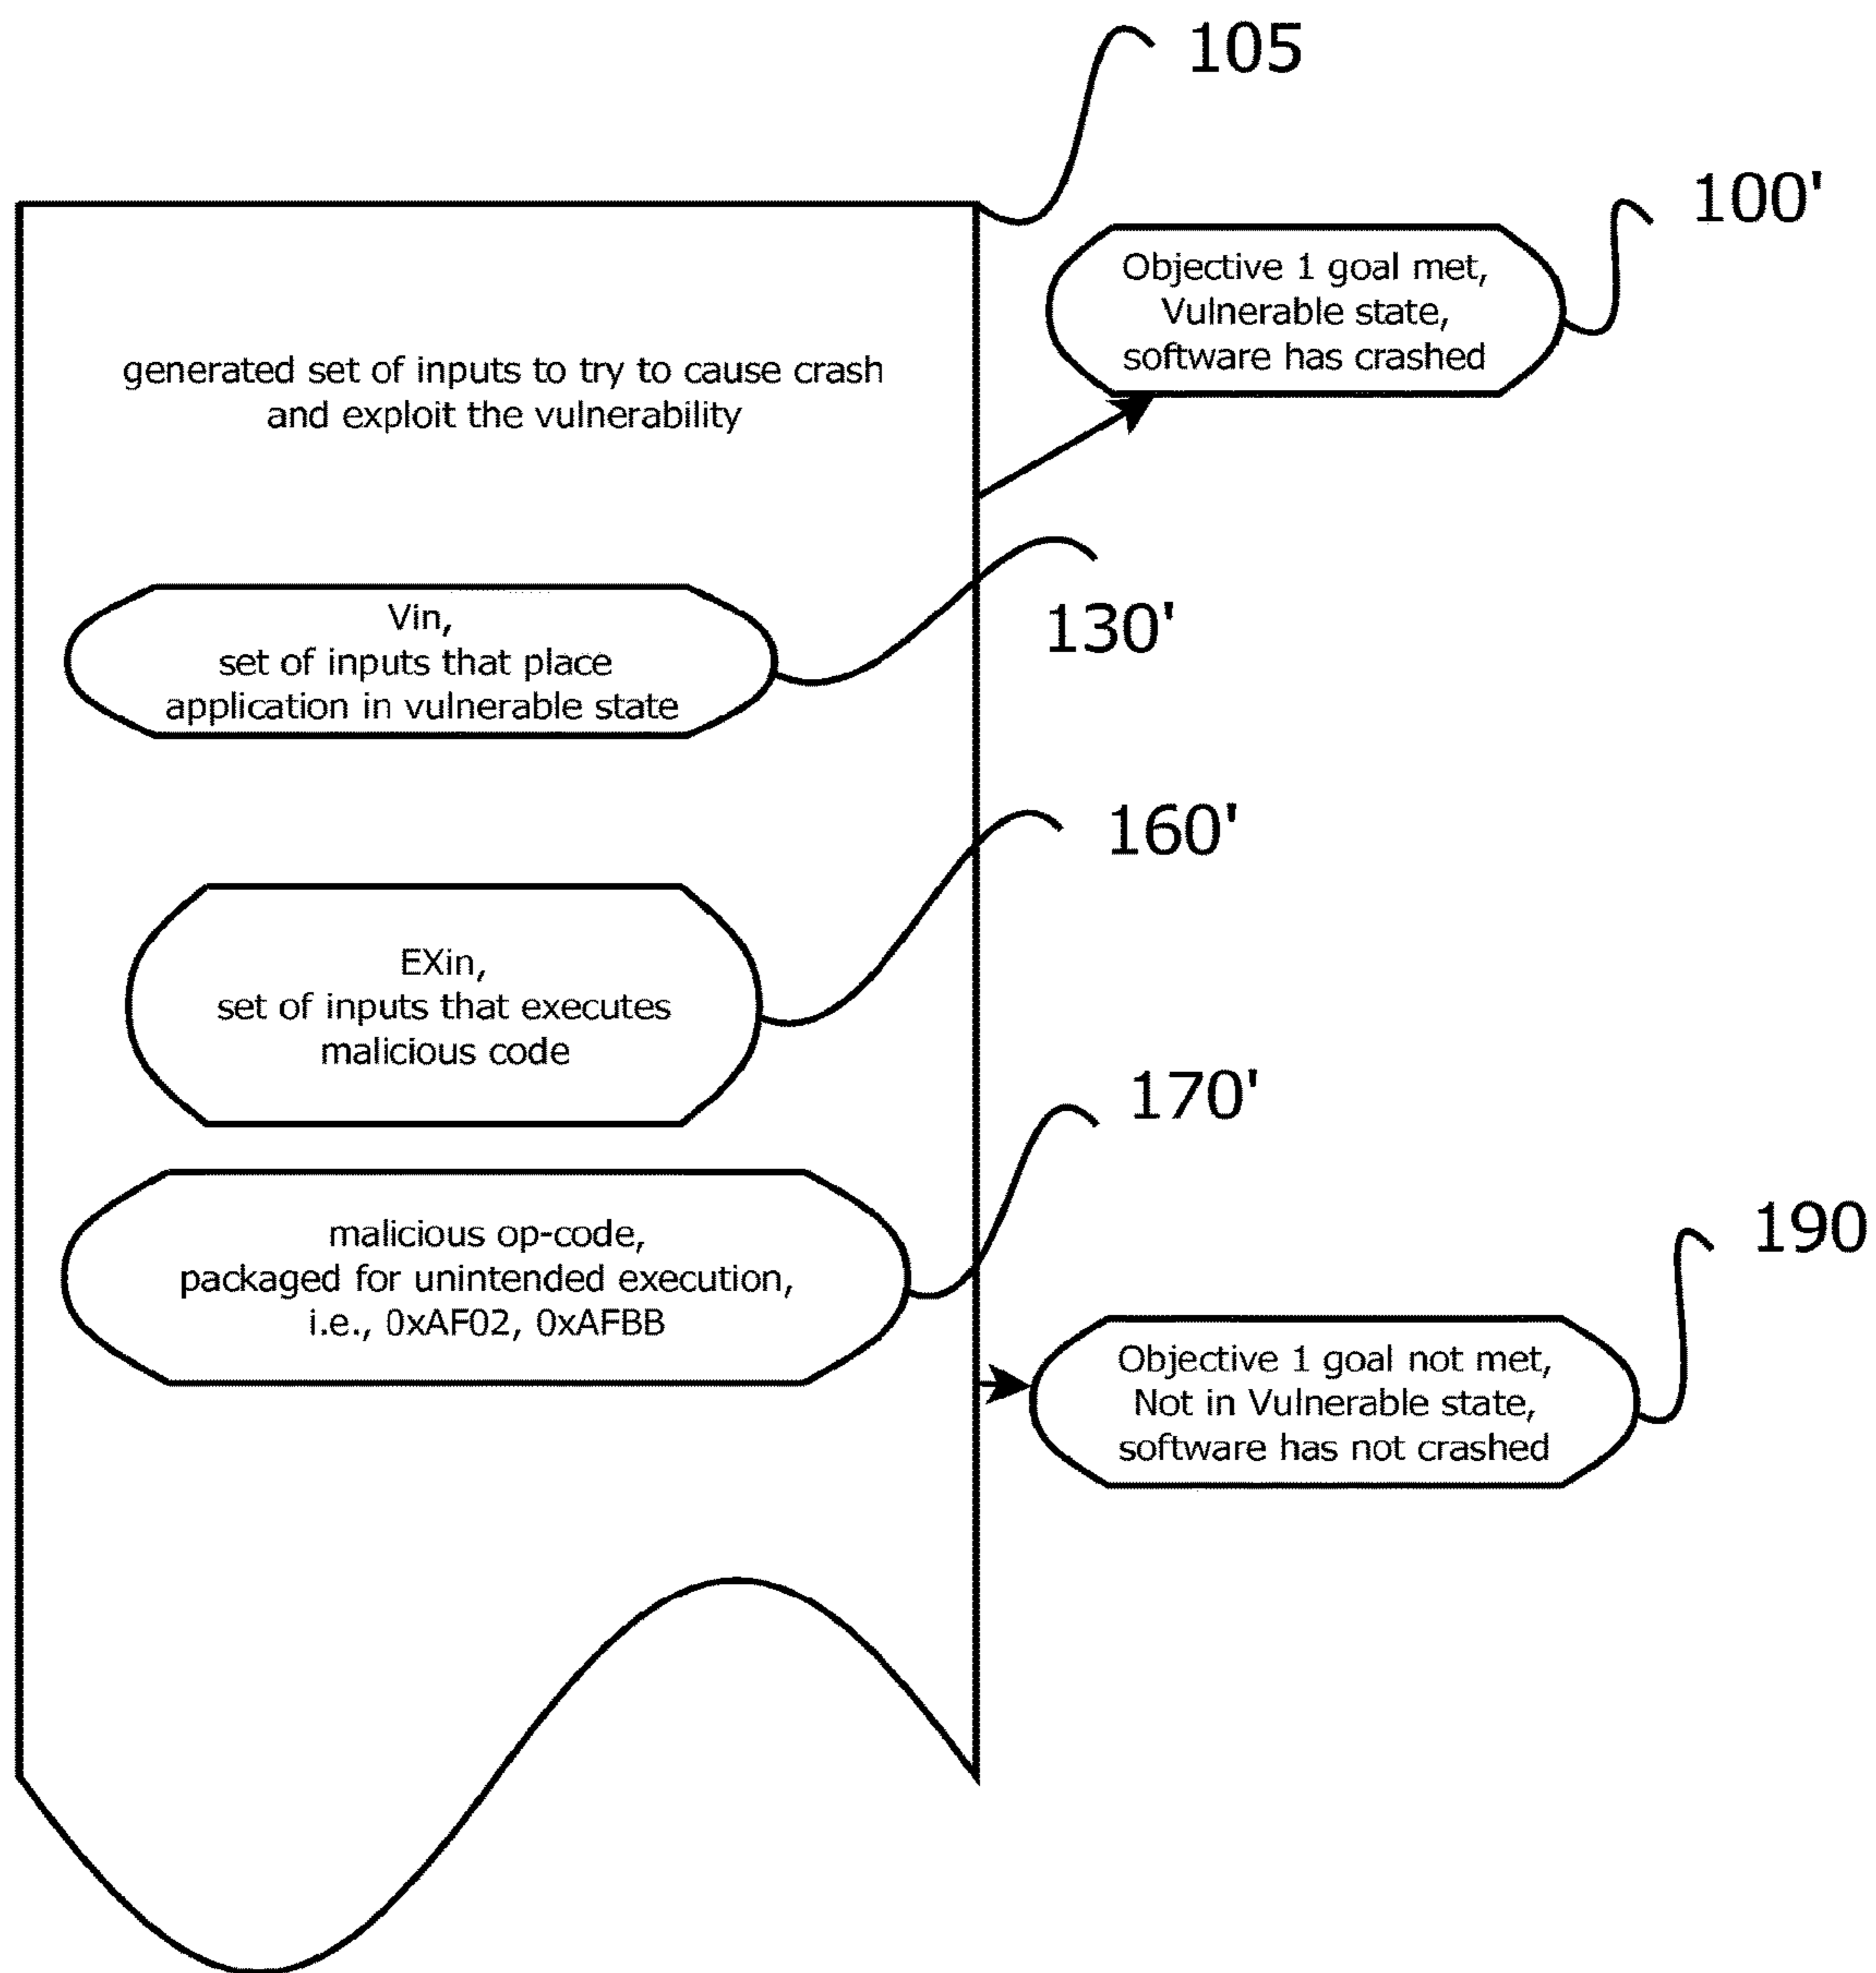 105
100'
Objective 1 goal met,
Vulnerable state,
software has crashed
generated set of inputs to try to cause crash
and exploit the vulnerability
130'
Vin,
set of inputs that place
application in vulnerable state
160'
EXin,
set of inputs that executes
malicious code
170'
malicious op-code,
packaged for unintended execution,
i.e., 0xAF02, 0xAFBB
190
Objective 1 goal not met,
Not in Vulnerable state,
software has not crashed